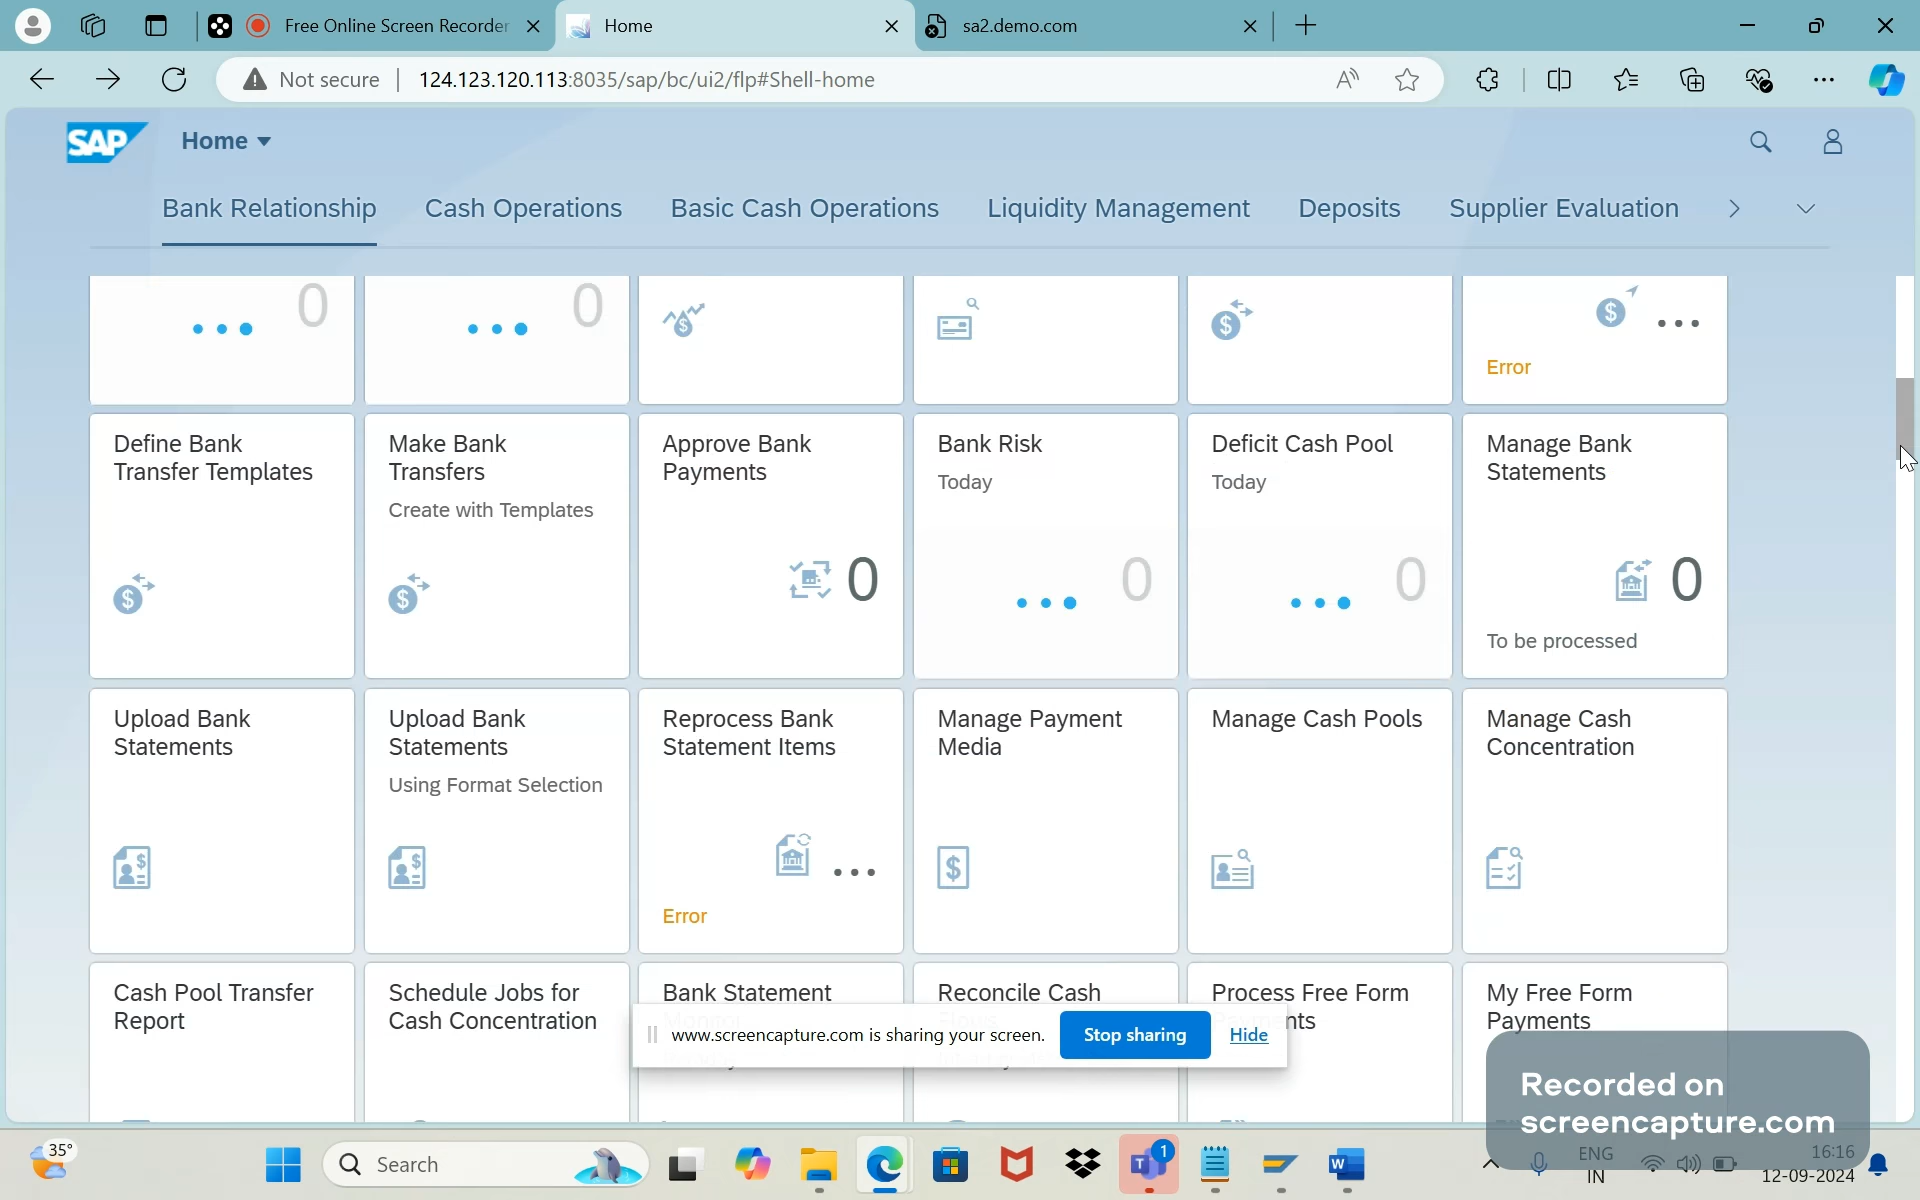 Free Online Screen Recorder
Home
sa2.demo.com
Not secure
124.123.120.113:8035/sap/bc/ui2/flp#Shell-home
SAP
Home
Bank Relationship
Cash Operations
Basic Cash Operations
Liquidity Management
Deposits
Supplier Evaluation
0
0
Error
Define Bank
Transfer Templates
Make Bank
Transfers
Create with Templates
Approve Bank
Payments
0
Bank Risk
Today
0
Deficit Cash Pool
Today
0
Manage Bank
Statements
0
To be processed
Upload Bank
Statements
Upload Bank
Statements
Using Format Selection
Reprocess Bank
Statement Items
Error
Manage Payment
Media
Manage Cash Pools
Manage Cash
Concentration
Cash Pool Transfer
Report
Schedule Jobs for
Cash Concentration
Bank Statement
Reconcile Cash
Process Free Form
My Free Form
Payments
www.screencapture.com is sharing your screen.
Stop sharing
Hide
Recorded on
screencapture.com
35°
Search
1
ENG
IN
16:16
12-09-2024